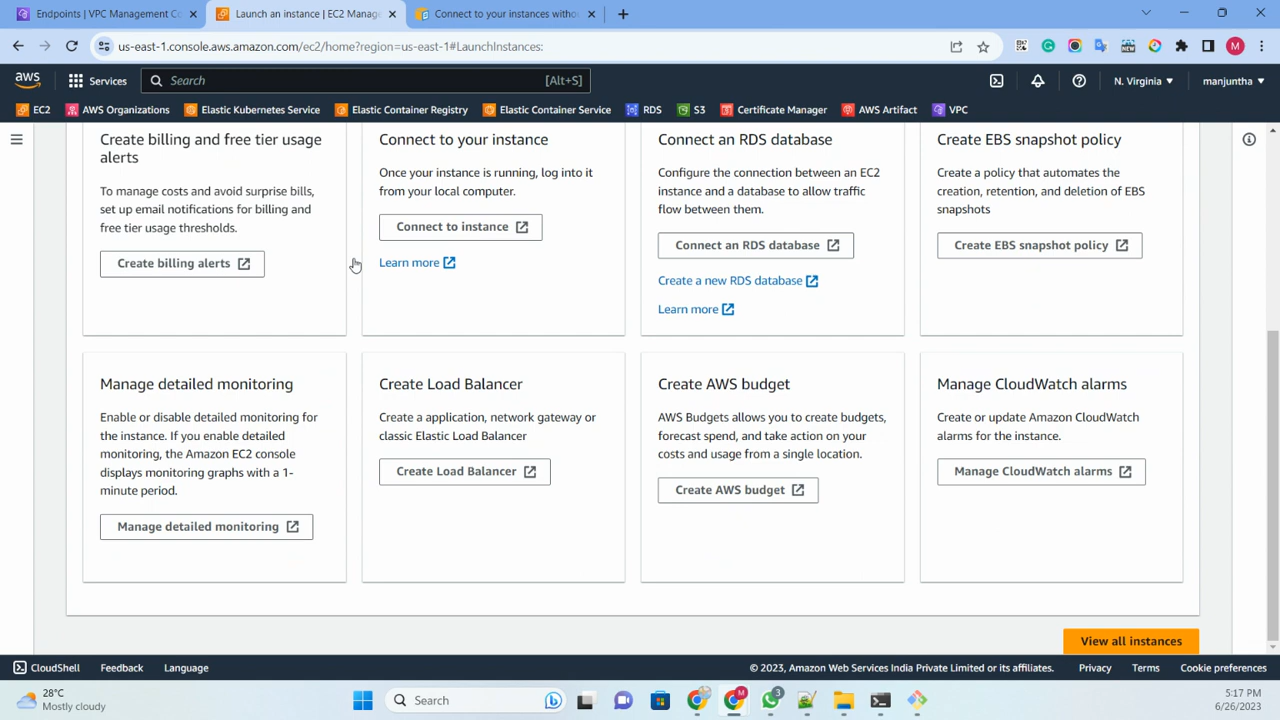 Endpoints | VPC Management Co
Launch an instance | EC2 Manage
Connect to your instances witho
us-east-1.console.aws.amazon.com/ec2/home?region=us-east-1#LaunchInstances:
M
aws
Services
Search
[Alt+S]
N. Virginia
manjuntha
EC2
AWS Organizations
Elastic Kubernetes Service
Elastic Container Registry
Elastic Container Service
RDS
S3
Certificate Manager
AWS Artifact
VPC
Create billing and free tier usage
alerts
To manage costs and avoid surprise bills,
set up email notifications for billing and
free tier usage thresholds.
Create billing alerts
Connect to your instance
Once your instance is running, log into it
from your local computer.
Connect to instance
Learn more
Connect an RDS database
Configure the connection between an EC2
instance and a database to allow traffic
flow between them.
Connect an RDS database
Create a new RDS database
Learn more
Create EBS snapshot policy
Create a policy that automates the
creation, retention, and deletion of EBS
snapshots
Create EBS snapshot policy
Manage detailed monitoring
Enable or disable detailed monitoring for
the instance. If you enable detailed
monitoring, the Amazon EC2 console
displays monitoring graphs with a 1-
minute period.
Manage detailed monitoring
Create Load Balancer
Create a application, network gateway or
classic Elastic Load Balancer
Create Load Balancer
Create AWS budget
AWS Budgets allows you to create budgets,
forecast spend, and take action on your
costs and usage from a single location.
Create AWS budget
Manage CloudWatch alarms
Create or update Amazon CloudWatch
alarms for the instance.
Manage CloudWatch alarms
View all instances
CloudShell
Feedback
Language
© 2023, Amazon Web Services India Private Limited or its affiliates.
Privacy
Terms
Cookie preferences
28°C
Mostly cloudy
Search
3
5:17 PM
6/26/2023